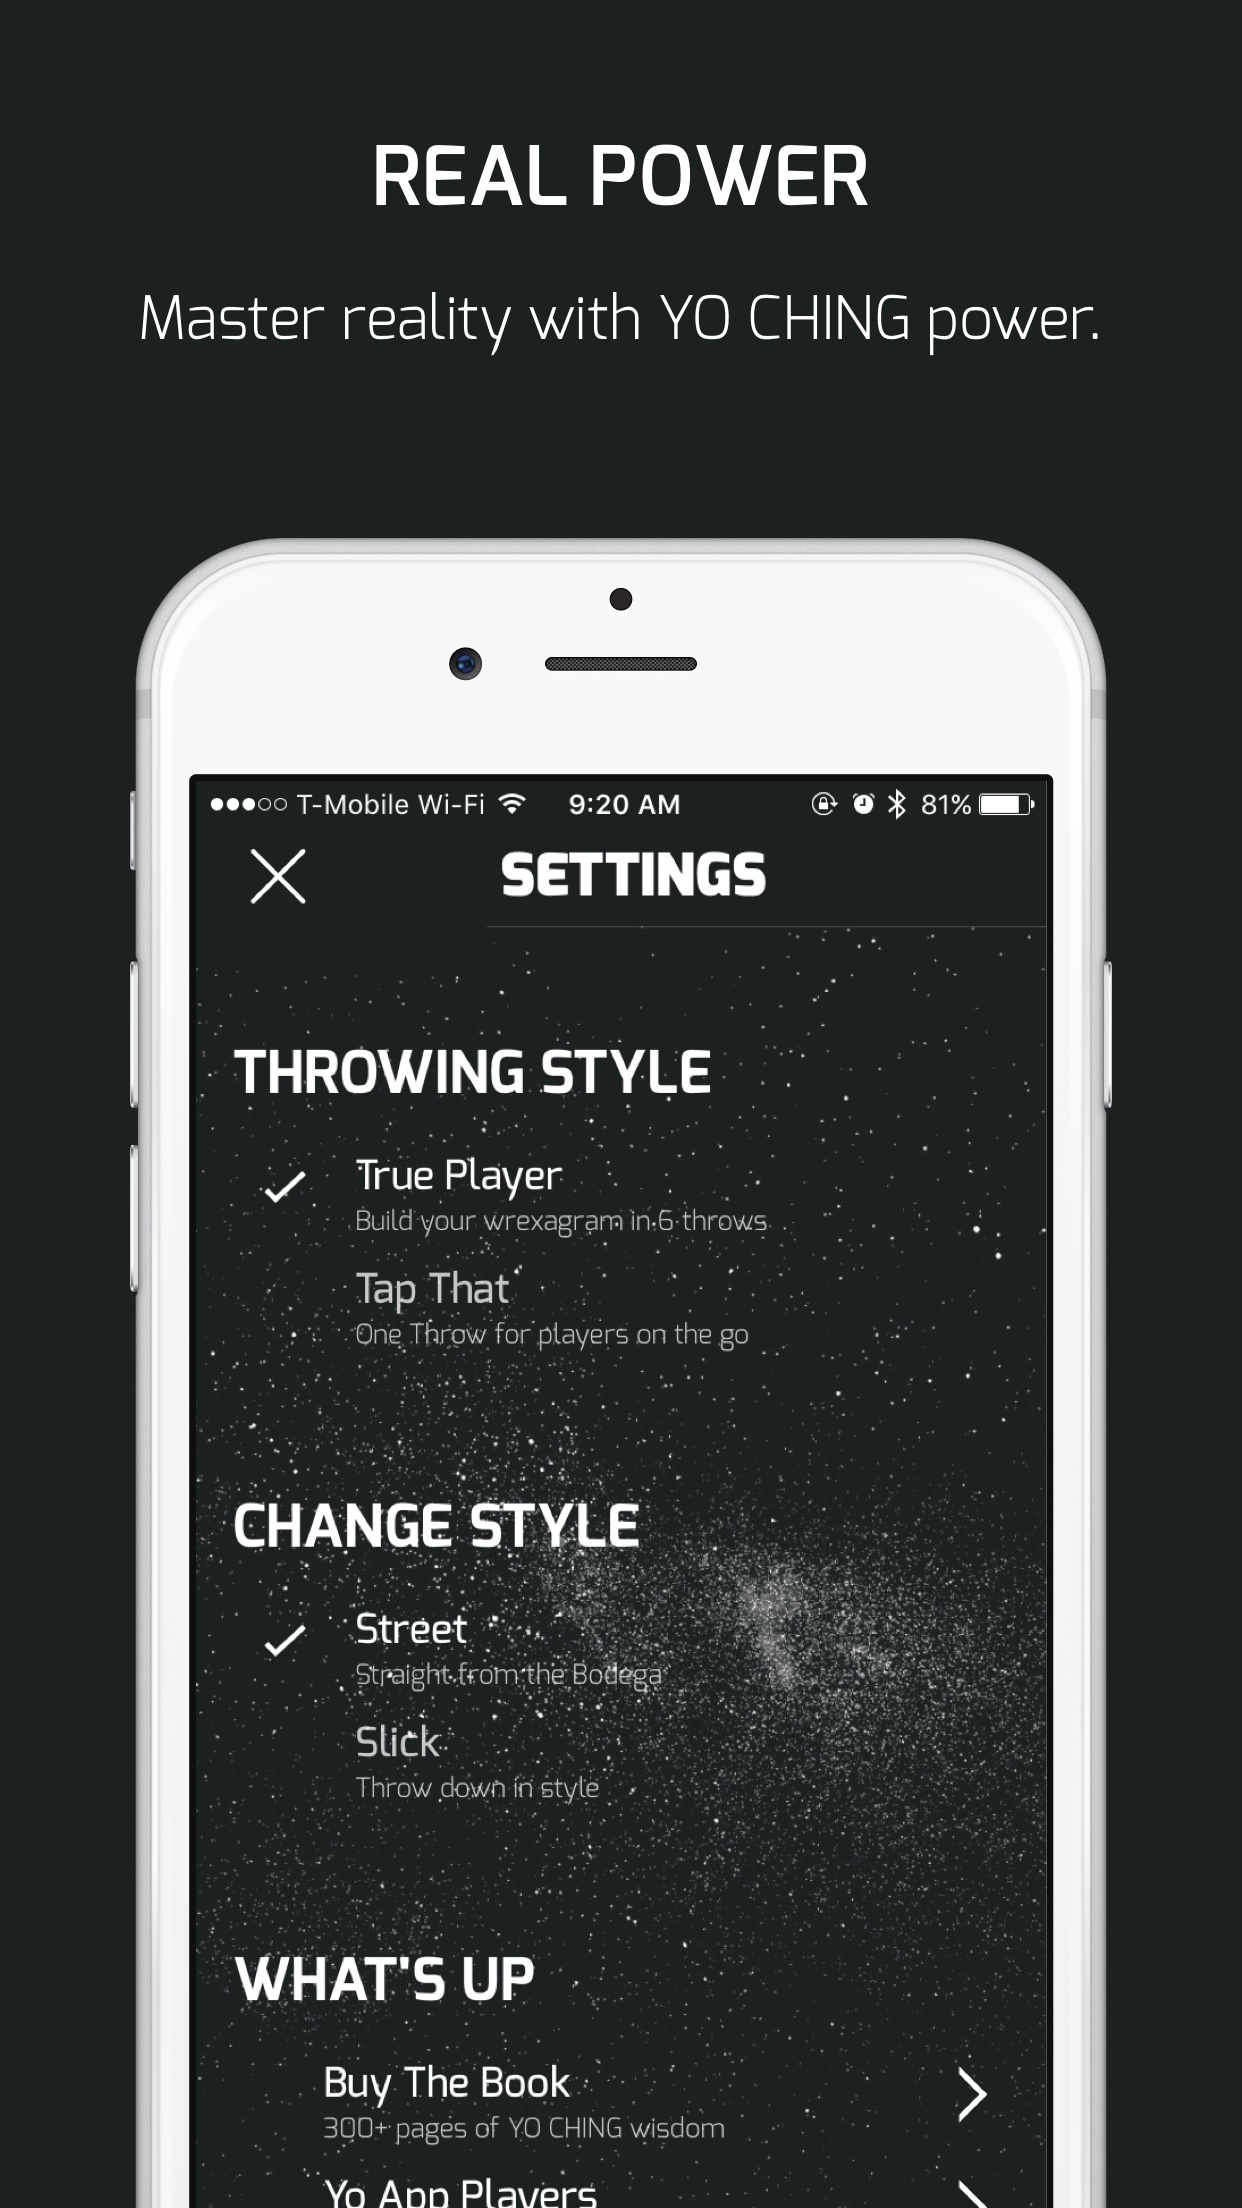 REAL POWER
Master reality with YO CHING power.
T-Mobile Wi-Fi 9:20 AM 81%
SETTINGS
THROWING STYLE
True Player
Build your wrexagram in 6 throws
Tap That
One Throw for players on the go
CHANGE STYLE
Street
Straight from the Bodega
Slick
Throw down in style
WHAT'S UP
Buy The Book
300+ pages of YO CHING wisdom
Yo App Players